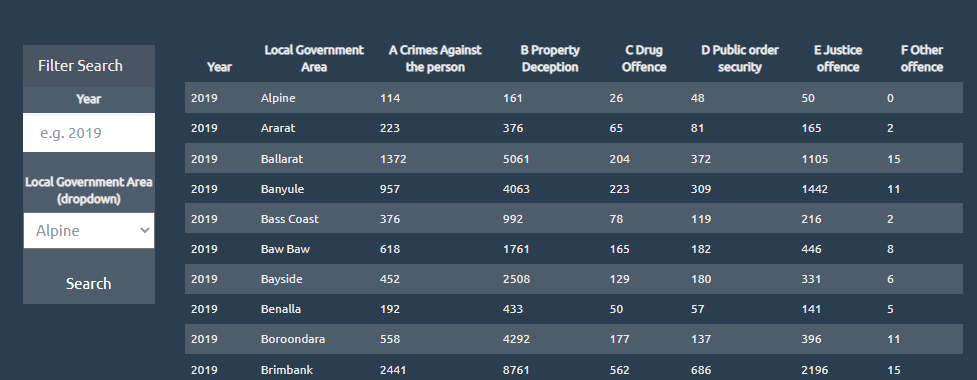 Filter Search
Year
e.g. 2019
Local Government Area
(dropdown)
Alpine
Search
Year Local Government Area A Crimes Against the person B Property Deception C Drug Offence D Public order security E Justice offence F Other offence
2019 Alpine 114 161 26 48 50 0
2019 Ararat 223 376 65 81 165 2
2019 Ballarat 1372 5061 204 372 1105 15
2019 Banyule 957 4063 223 309 1442 11
2019 Bass Coast 376 992 78 119 216 2
2019 Baw Baw 618 1761 165 182 446 8
2019 Bayside 452 2508 129 180 331 6
2019 Benalla 192 433 50 57 141 5
2019 Boroondara 558 4292 177 137 396 11
2019 Brimbank 2441 8761 562 686 2196 15